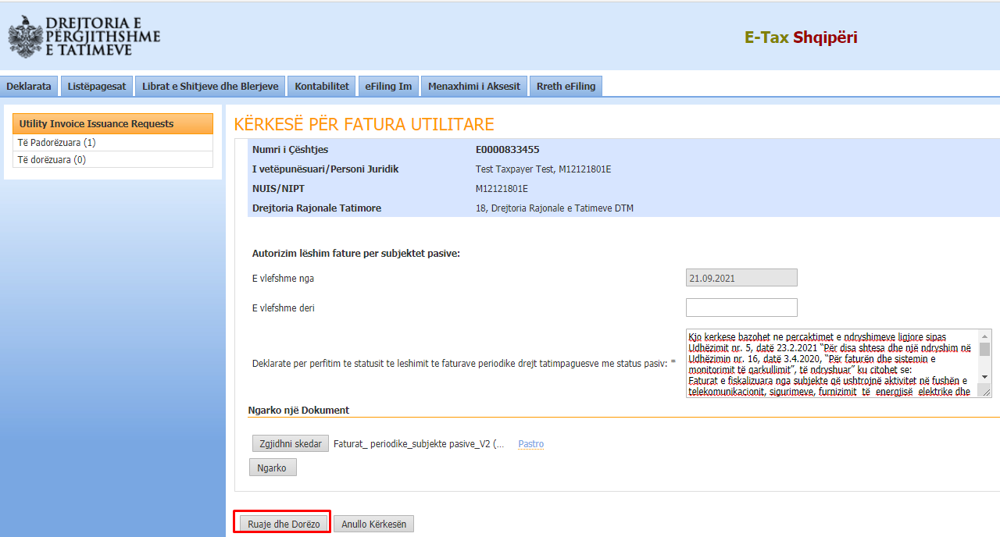 DREJTORIA E
PËRGJITHSHME
E TATIMEVE
E-Tax Shqipëri
Deklarata
Listëpagesat
Librat e Shitjeve dhe Blerjeve
Kontabilitet
eFiling Im
Menaxhimi i Aksesit
Rreth eFiling
Utility Invoice Issuance Requests
Të Padorëzuara (1)
Të dorëzuara (0)
KËRKESË PËR FATURA UTILITARE
Numri i Çështjes E0000833455
I vetëpunësuari/Personi Juridik Test Taxpayer Test, M12121801E
NUIS/NIPT M12121801E
Drejtoria Rajonale Tatimore 18, Drejtoria Rajonale e Tatimeve DTM
Autorizim lëshim fature per subjektet pasive:
E vlefshme nga 21.09.2021
E vlefshme deri
Deklarate per perfitim te statusit te leshimit te faturave periodike drejt tatimpaguesve me status pasiv: *
Kjo kerkese bazohet ne percaktimet e ndryshimeve ligjore sipas
Udhëzimit nr. 5, datë 23.2.2021 “Për disa shtesa dhe një ndryshim në
Udhëzimin nr. 16, datë 3.4.2020, “Për faturën dhe sistemin e
monitorimit të qarkullimit”, të ndryshuar” ku citohet se:
Faturat e fiskalizuara nga subjekte që ushtrojnë aktivitet në fushën e
telekomunikacionit, sigurimeve, furnizimit të energjisë elektrike dhe
Ngarko një Dokument
Zgjidhni skedar Faturat_ periodike_subjekte pasive_V2 (... Pastro
Ngarko
Ruaje dhe Dorëzo
Anullo Kërkesën